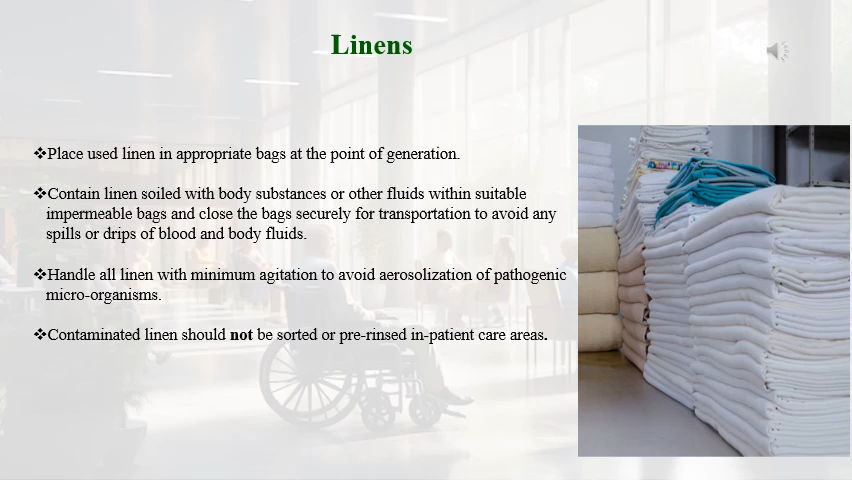 Linens
❖Place used linen in appropriate bags at the point of generation.
❖Contain linen soiled with body substances or other fluids within suitable
impermeable bags and close the bags securely for transportation to avoid any
spills or drips of blood and body fluids.
❖Handle all linen with minimum agitation to avoid aerosolization of pathogenic
micro-organisms.
❖Contaminated linen should not be sorted or pre-rinsed in-patient care areas.